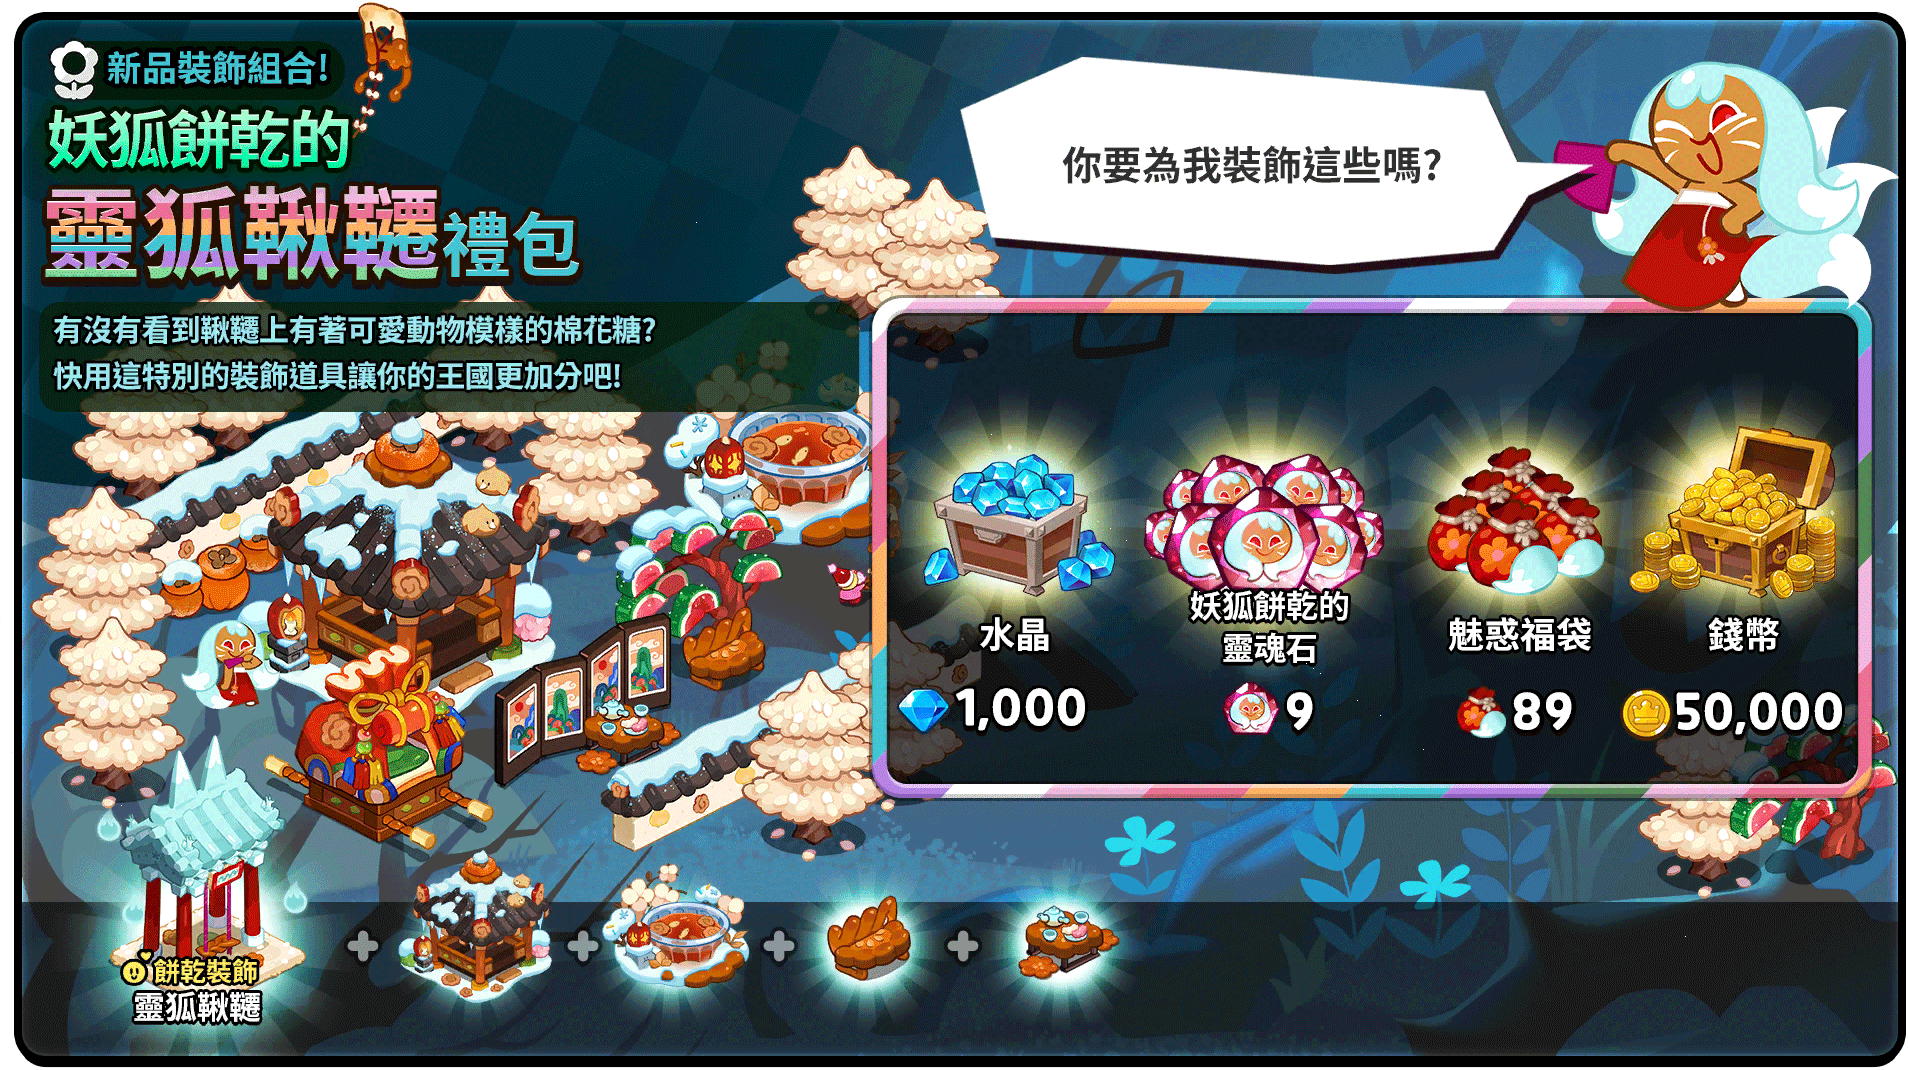 新品裝飾組合!
妖狐餅乾的
靈狐鞦韆禮包
有沒有看到鞦韆上有著可愛動物模樣的棉花糖?
快用這特別的裝飾道具讓你的王國更加分吧!
你要為我裝飾這些嗎?
水晶
1,000
妖狐餅乾的
靈魂石
9
魅惑福袋
89
錢幣
50,000
餅乾裝飾
靈狐鞦韆
+
+
+
+